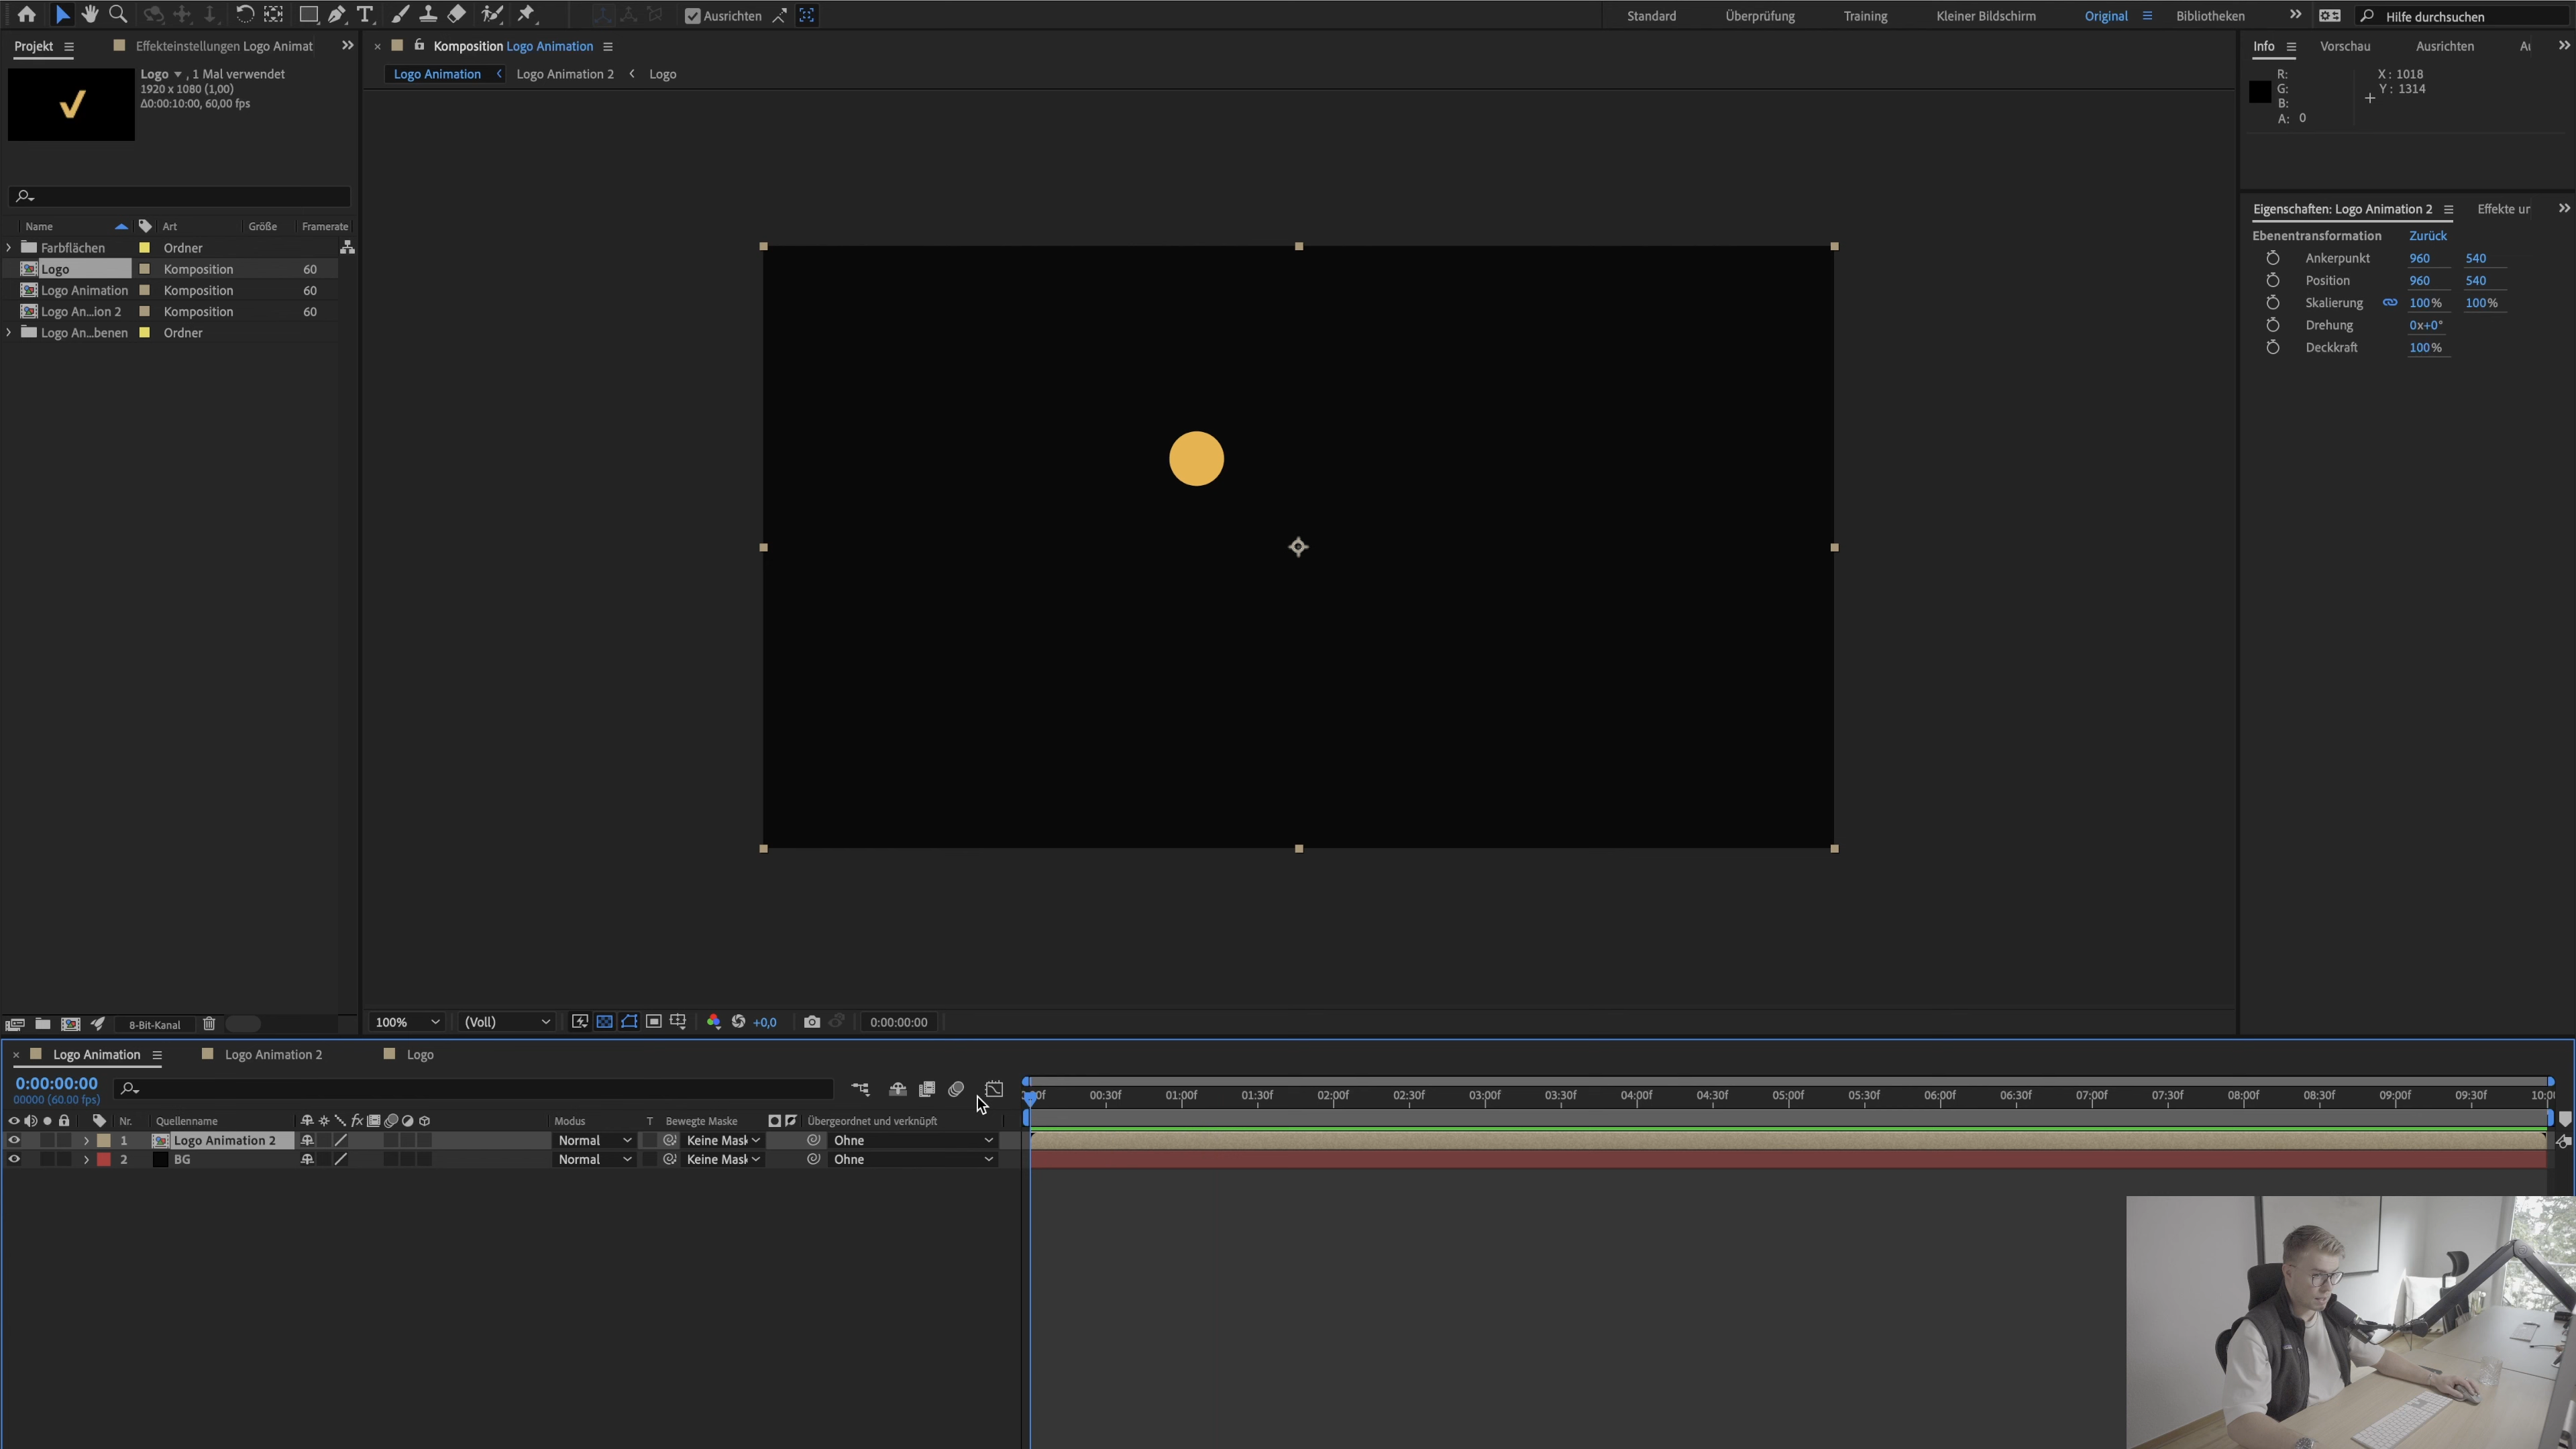 Ausrichten
Standard
Überprüfung
Training
Kleiner Bildschirm
Original
Bibliotheken
Hilfe durchsuchen
Projekt
Effekteinstellungen Logo Animat
Komposition Logo Animation
Info
Vorschau
Ausrichten
Logo , 1 Mal verwendet
1920 x 1080 (1,00)
Δ0:00:10:00, 60,00 fps
Logo Animation
Logo Animation 2
Logo
R:
G:
B:
A: 0
X : 1018
Y : 1314
Eigenschaften: Logo Animation 2
Effekte ur
Ebenentransformation Zurück
Ankerpunkt 960 540
Position 960 540
Skalierung 100% 100%
Drehung 0x+0°
Deckkraft 100%
Name Art Größe Framerate
Farbflächen Ordner
Logo Komposition 60
Logo Animation Komposition 60
Logo An...ion 2 Komposition 60
Logo An...benen Ordner
8-Bit-Kanal
100% (Voll) +0,0 0:00:00:00
Logo Animation
Logo Animation 2
Logo
0:00:00:00
00000 (60.00 fps)
00:30f 01:00f 01:30f 02:00f 02:30f 03:00f 03:30f 04:00f 04:30f 05:00f 05:30f 06:00f 06:30f 07:00f 07:30f 08:00f 08:30f 09:00f 09:30f 10:0
Nr. Quellenname fx Modus T Bewegte Maske Übergeordnet und verknüpft
1 Logo Animation 2 Normal Keine Mask Ohne
2 BG Normal Keine Mask Ohne